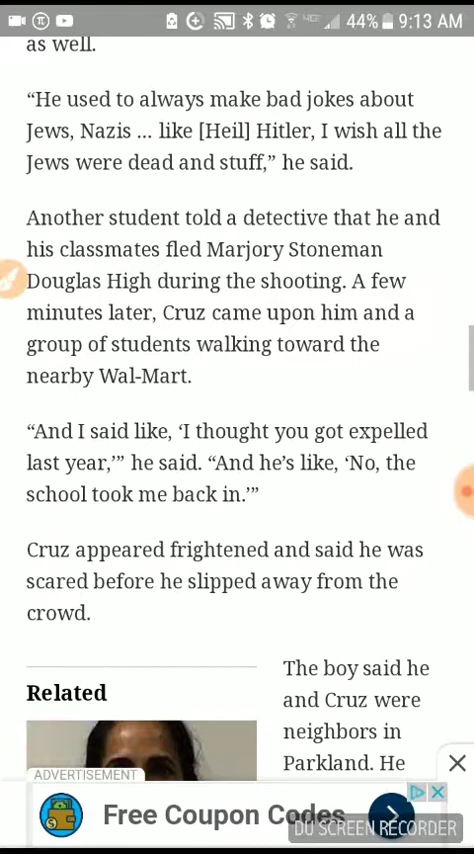 44% 9:13 AM
as well.
“He used to always make bad jokes about
Jews, Nazis ... like [Heil] Hitler, I wish all the
Jews were dead and stuff,” he said.
Another student told a detective that he and
his classmates fled Marjory Stoneman
Douglas High during the shooting. A few
minutes later, Cruz came upon him and a
group of students walking toward the
nearby Wal-Mart.
“And I said like, ‘I thought you got expelled
last year,’” he said. “And he’s like, ‘No, the
school took me back in.’”
Cruz appeared frightened and said he was
scared before he slipped away from the
crowd.
Related
The boy said he
and Cruz were
neighbors in
Parkland. He
ADVERTISEMENT
Free Coupon Codes
DU SCREEN RECORDER